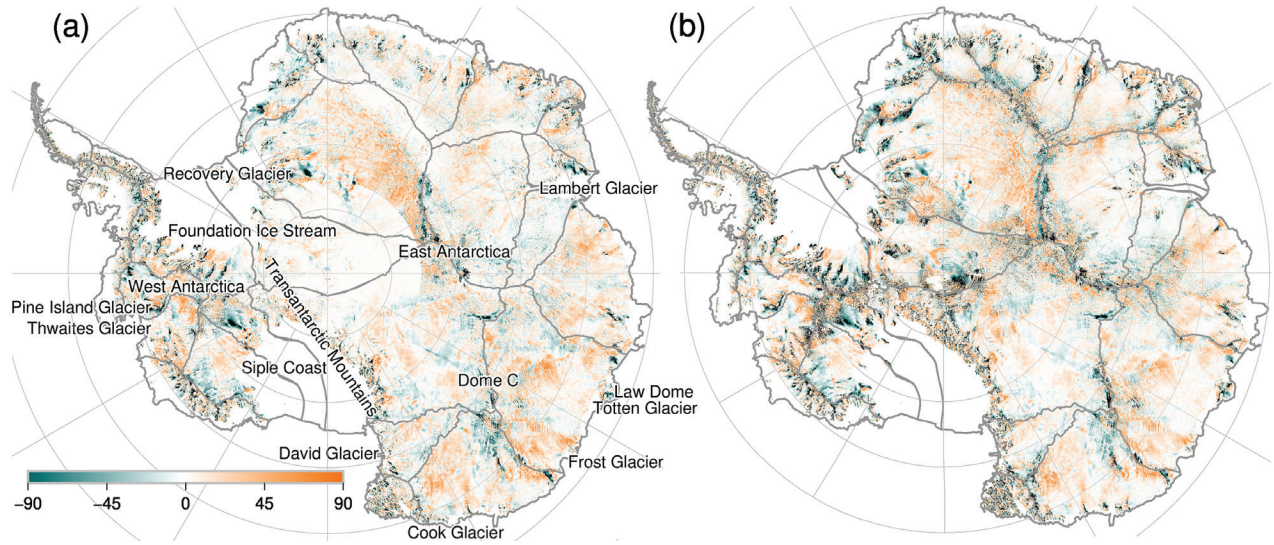 (a)
(b)
Recovery Glacier
Lambert Glacier
Foundation Ice Stream
East Antarctica
West Antarctica
Transantarctic Mountains
Pine Island Glacier
Thwaites Glacier
Siple Coast
Dome C
Law Dome
Totten Glacier
David Glacier
Frost Glacier
−90 −45 0 45 90
Cook Glacier